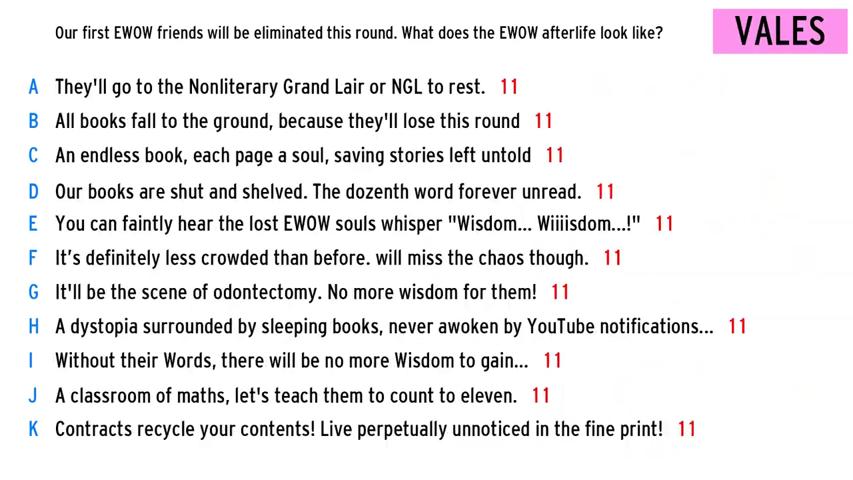 Our first EWOW friends will be eliminated this round. What does the EWOW afterlife look like?
VALES
A They'll go to the Nonliterary Grand Lair or NGL to rest. 11
B All books fall to the ground, because they'll lose this round 11
C An endless book, each page a soul, saving stories left untold 11
D Our books are shut and shelved. The dozenth word forever unread. 11
E You can faintly hear the lost EWOW souls whisper "Wisdom... Wiiiisdom...!" 11
F It’s definitely less crowded than before. will miss the chaos though. 11
G It'll be the scene of odontectomy. No more wisdom for them! 11
H A dystopia surrounded by sleeping books, never awoken by YouTube notifications... 11
I Without their Words, there will be no more Wisdom to gain... 11
J A classroom of maths, let's teach them to count to eleven. 11
K Contracts recycle your contents! Live perpetually unnoticed in the fine print! 11